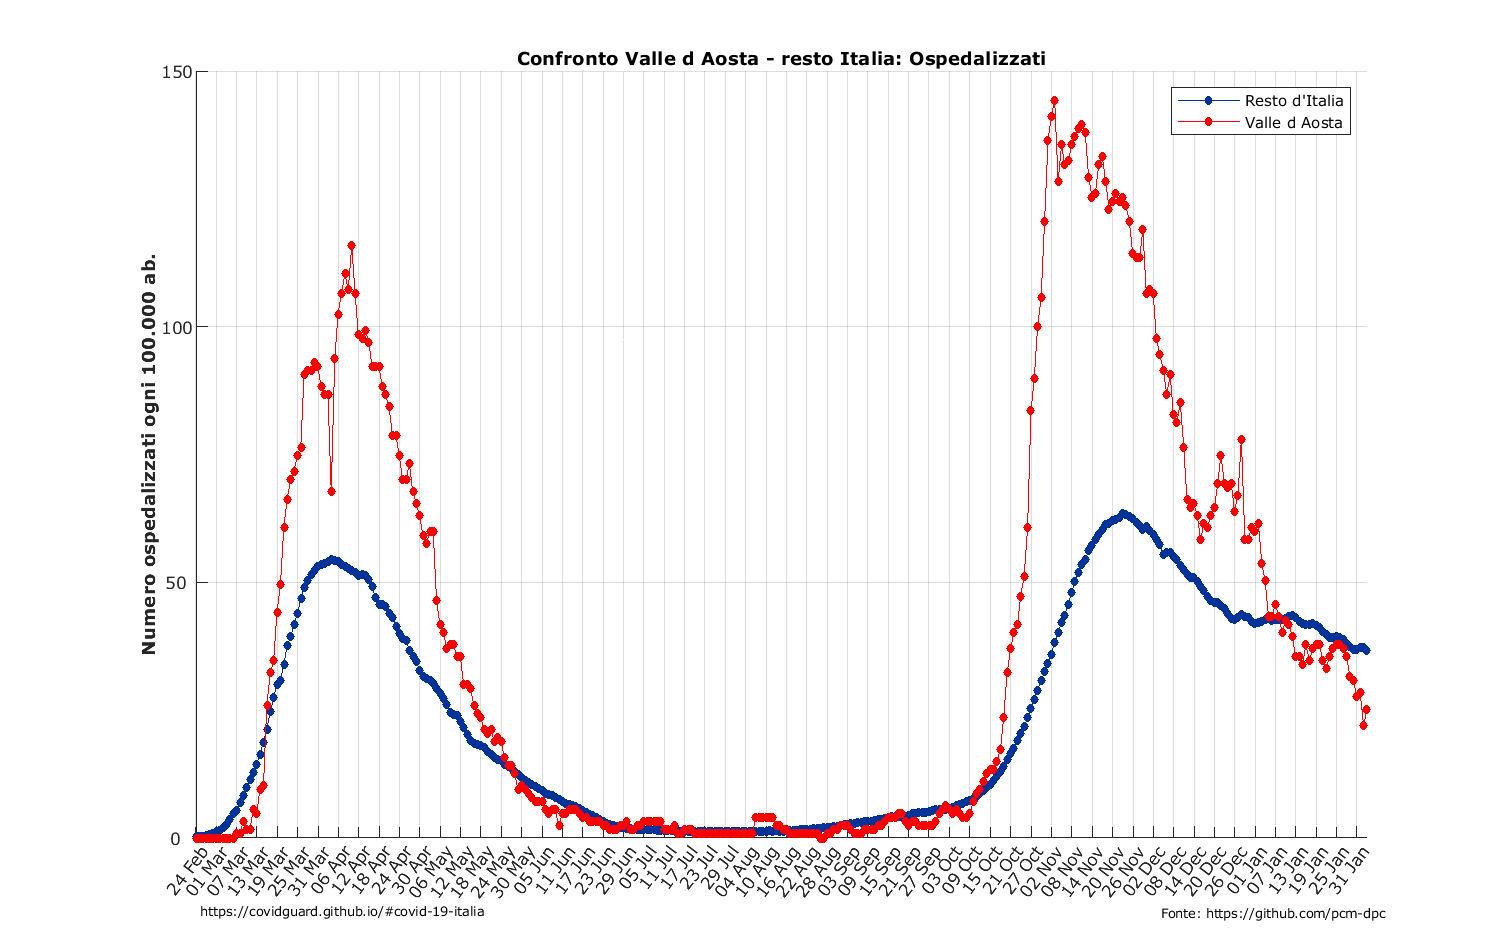 Confronto Valle d Aosta - resto Italia: Ospedalizzati
Numero ospedalizzati ogni 100.000 ab.
150
100
50
0
Resto d'Italia
Valle d Aosta
24 Feb
01 Mar
07 Mar
13 Mar
19 Mar
25 Mar
31 Mar
06 Apr
12 Apr
18 Apr
24 Apr
30 Apr
06 May
12 May
18 May
24 May
30 May
05 Jun
11 Jun
17 Jun
23 Jun
29 Jun
05 Jul
11 Jul
17 Jul
23 Jul
29 Jul
04 Aug
10 Aug
16 Aug
22 Aug
28 Aug
03 Sep
09 Sep
15 Sep
21 Sep
27 Sep
03 Oct
09 Oct
15 Oct
21 Oct
27 Oct
02 Nov
08 Nov
14 Nov
20 Nov
26 Nov
02 Dec
08 Dec
14 Dec
20 Dec
26 Dec
01 Jan
07 Jan
13 Jan
19 Jan
25 Jan
31 Jan
https://covidguard.github.io/#covid-19-italia
Fonte: https://github.com/pcm-dpc